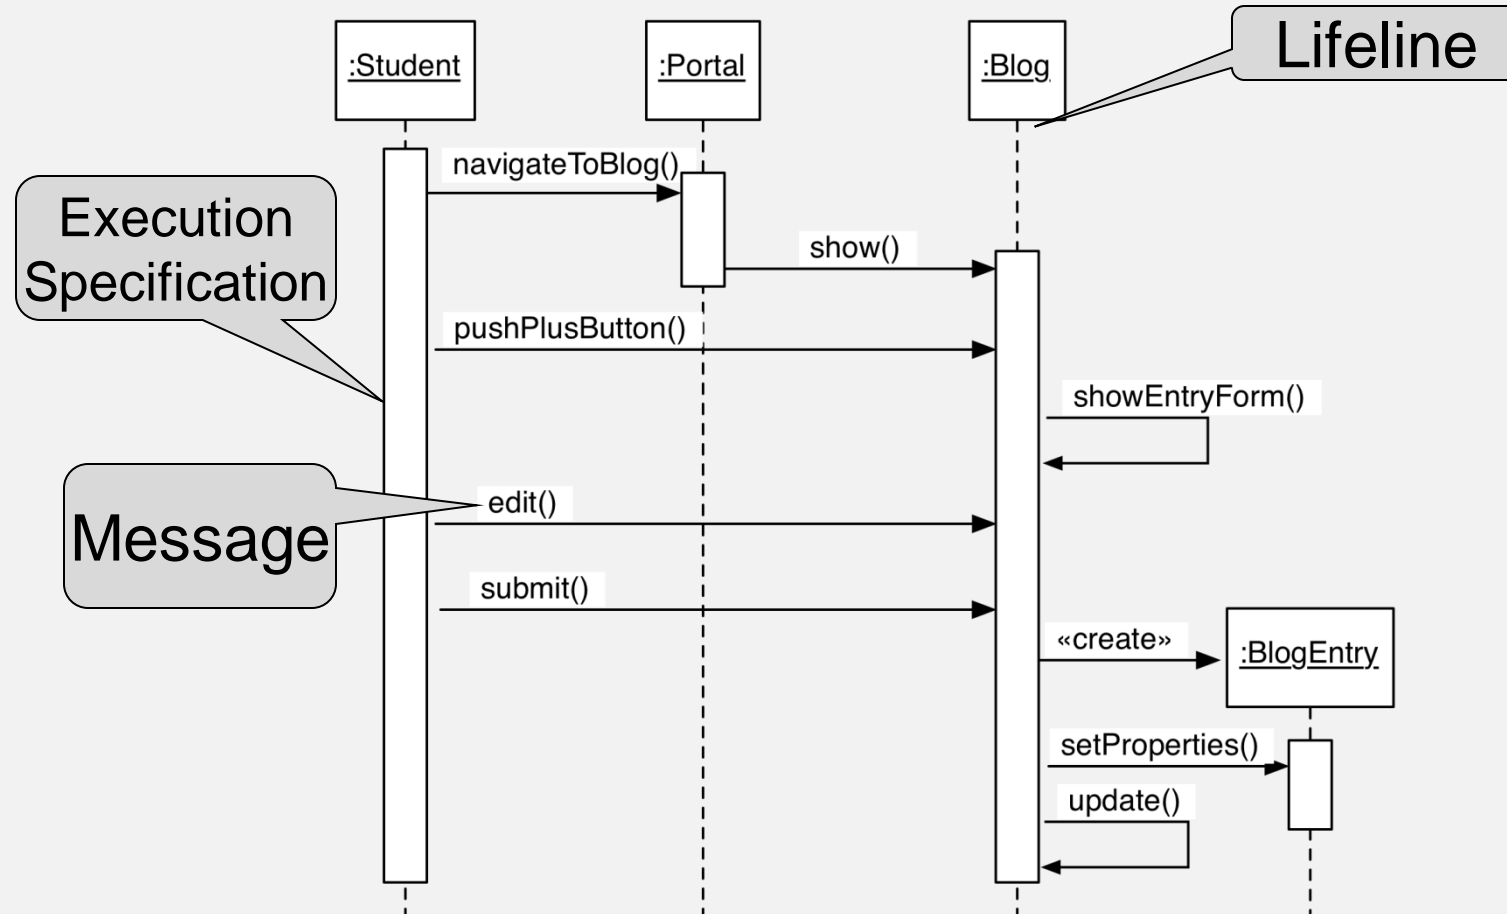 :Student
:Portal
:Blog
Lifeline
navigateToBlog()
Execution
Specification
show()
pushPlusButton()
showEntryForm()
edit()
Message
submit()
«create»
:BlogEntry
setProperties()
update()